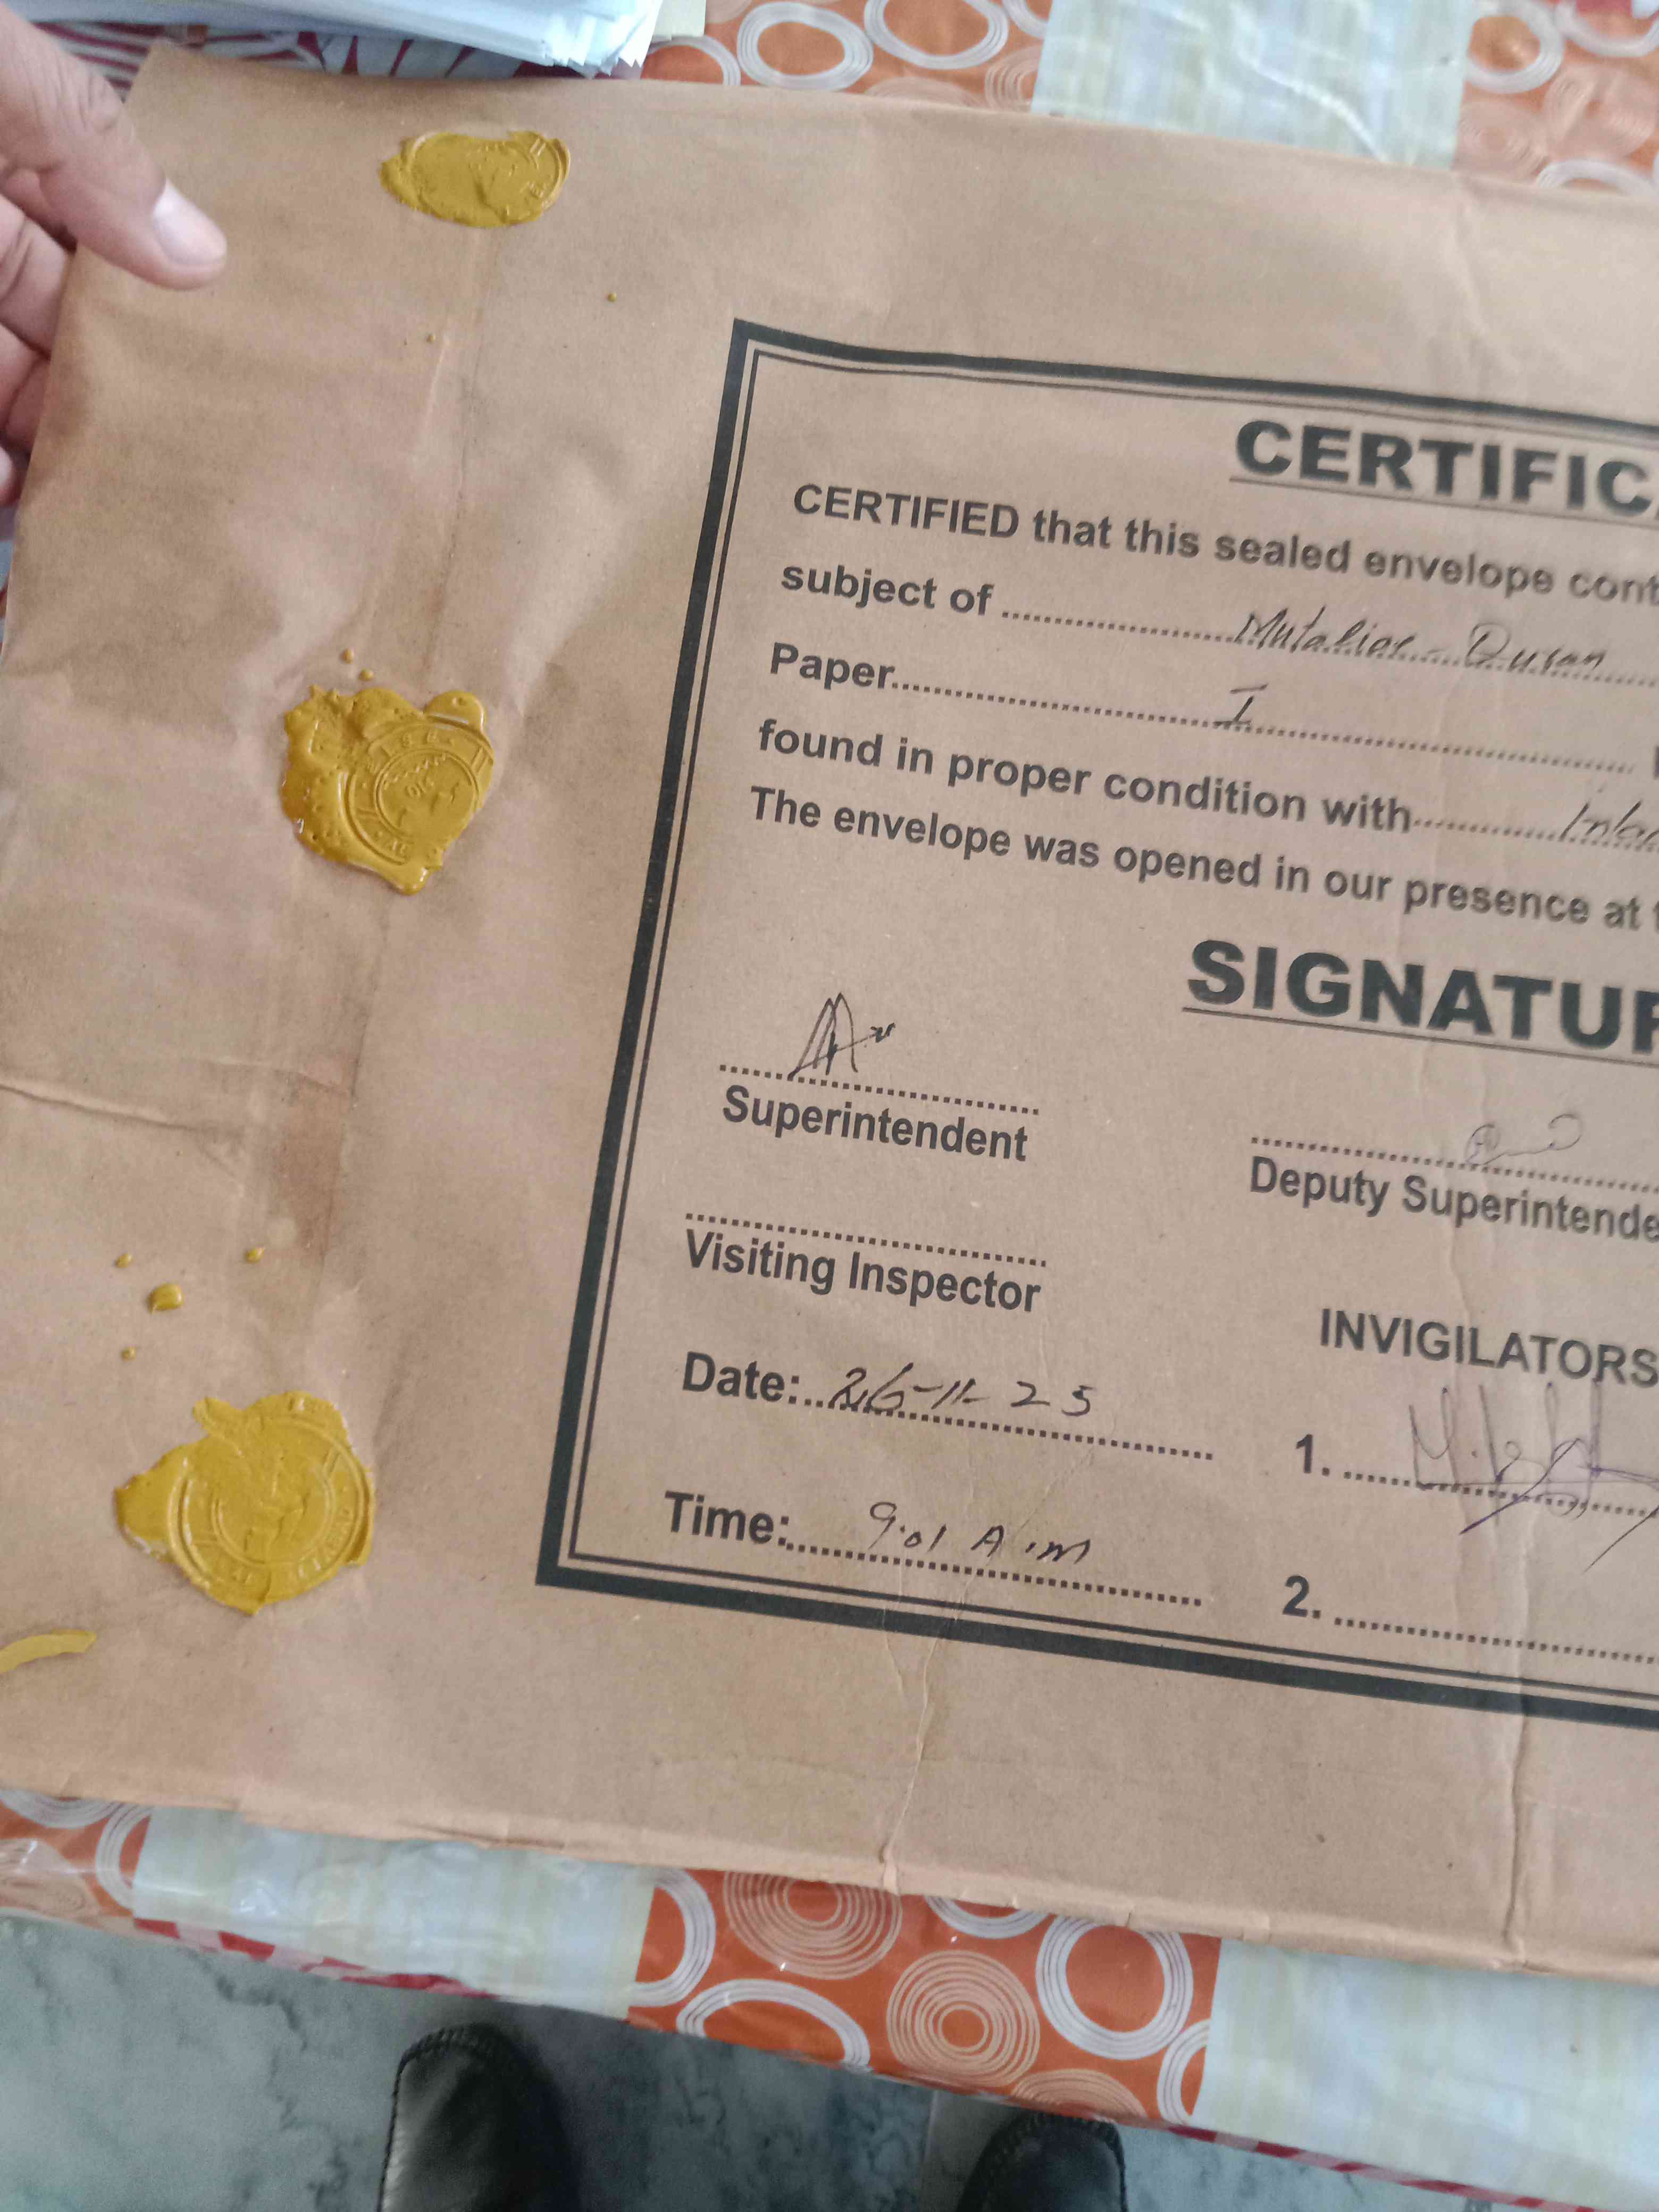 CERTIFIC
CERTIFIED that this sealed envelope cont
subject of Mutaliae - Quran
Paper I
found in proper condition with
The envelope was opened in our presence at
SIGNATUR
Superintendent
Deputy Superintende
Visiting Inspector
INVIGILATORS
Date: 26-11-25
1.
Time: 9:01 A.m
2.